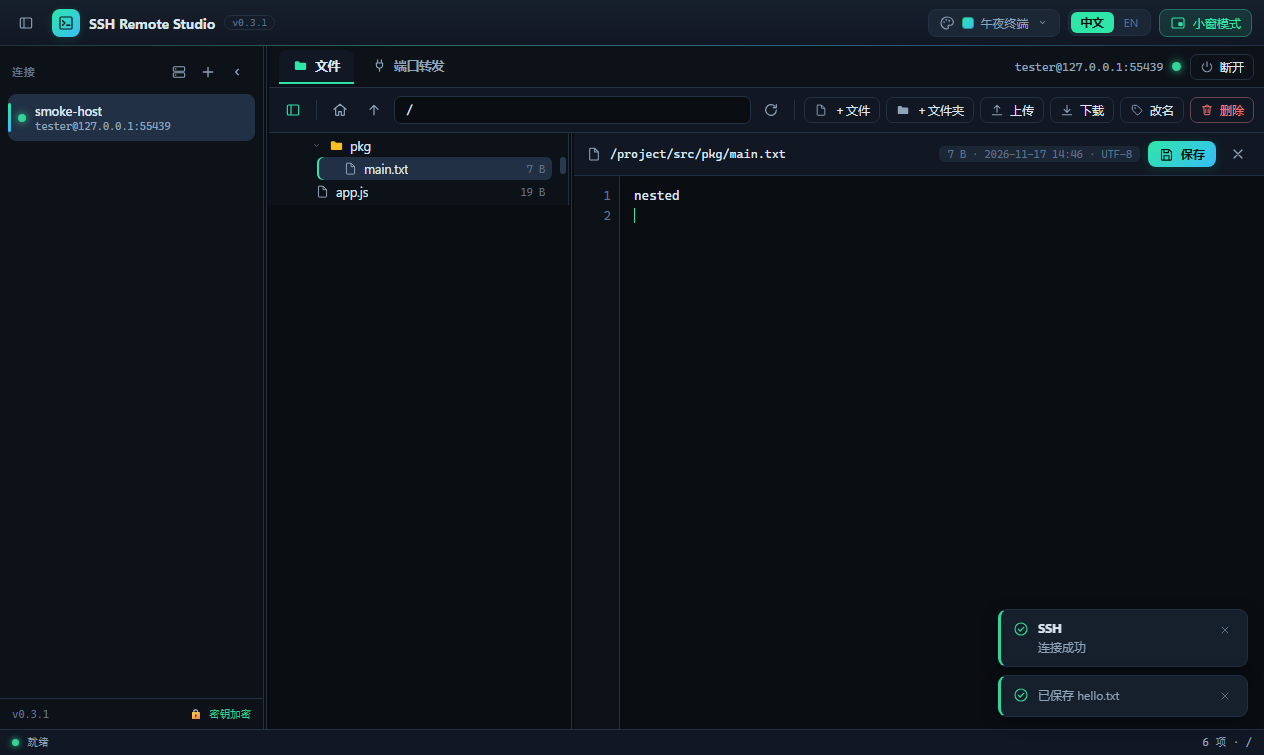 SSH Remote Studio v0.3.1 午夜终端 中文 EN 小窗模式
连接
smoke-host
tester@127.0.0.1:55439
文件 端口转发 tester@127.0.0.1:55439 断开
/ +文件 +文件夹 上传 下载 改名 删除
pkg
main.txt 7 B
app.js 19 B
/project/src/pkg/main.txt 7 B · 2026-11-17 14:46 · UTF-8 保存
1 nested
2
SSH
连接成功
已保存 hello.txt
v0.3.1 密钥加密
就绪 6 项 · /